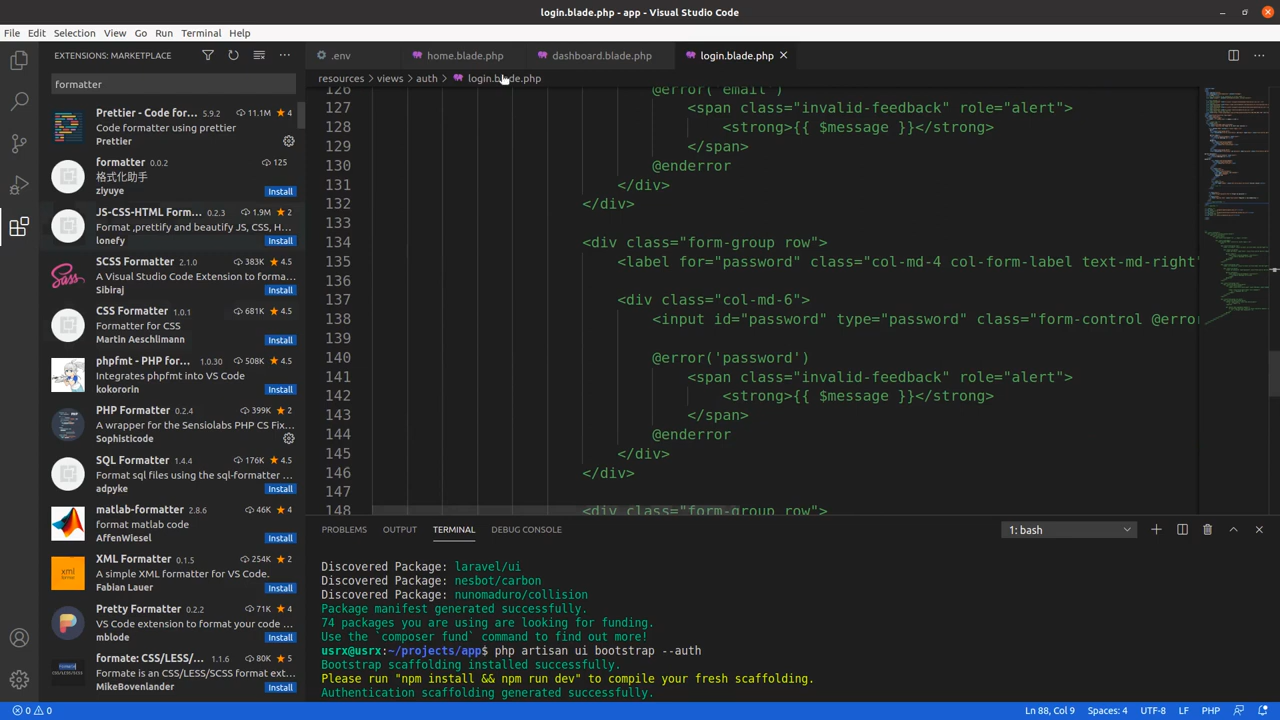 login.blade.php - app - Visual Studio Code
File Edit Selection View Go Run Terminal Help
EXTENSIONS: MARKETPLACE
formatter
Prettier - Code for... 5.9.2 11.1M 4
Code formatter using prettier
Prettier
formatter 0.0.2 125
格式化助手
ziyuye Install
JS-CSS-HTML Form... 0.2.3 1.9M 2
Format ,prettify and beautify JS, CSS, H...
lonefy Install
SCSS Formatter 2.1.0 383K 4.5
A Visual Studio Code Extension to forma...
Sibiraj Install
CSS Formatter 1.0.1 681K 4.5
Formatter for CSS
Martin Aeschlimann Install
phpfmt - PHP for... 1.0.30 508K 4.5
Integrates phpfmt into VS Code
kokororin Install
PHP Formatter 0.2.4 399K 2
A wrapper for the Sensiolabs PHP CS Fix...
Sophisticode
SQL Formatter 1.4.4 176K 4.5
Format sql files using the sql-formatter ...
adpyke Install
matlab-formatter 2.8.6 46K 4
format matlab code
AffenWiesel Install
XML Formatter 0.1.5 254K 2
xml
A simple XML formatter for VS Code.
Fabian Lauer Install
Pretty Formatter 0.2.2 71K 4
VS Code extension to format your code ...
mblode Install
formate: CSS/LESS/... 1.1.6 80K 5
Formate is an CSS/LESS/SCSS format ext...
MikeBovenlander Install
.env home.blade.php dashboard.blade.php login.blade.php
resources > views > auth > login.blade.php
126 @error('email')
127 <span class="invalid-feedback" role="alert">
128 <strong>{{ $message }}</strong>
129 </span>
130 @enderror
131 </div>
132 </div>
133
134 <div class="form-group row">
135 <label for="password" class="col-md-4 col-form-label text-md-right"
136
137 <div class="col-md-6">
138 <input id="password" type="password" class="form-control @erro
139
140 @error('password')
141 <span class="invalid-feedback" role="alert">
142 <strong>{{ $message }}</strong>
143 </span>
144 @enderror
145 </div>
146 </div>
147
148 <div class="form-group row">
PROBLEMS OUTPUT TERMINAL DEBUG CONSOLE 1: bash
Discovered Package: laravel/ui
Discovered Package: nesbot/carbon
Discovered Package: nunomaduro/collision
Package manifest generated successfully.
74 packages you are using are looking for funding.
Use the `composer fund` command to find out more!
usrx@usrx:~/projects/app$ php artisan ui bootstrap --auth
Bootstrap scaffolding installed successfully.
Please run "npm install && npm run dev" to compile your fresh scaffolding.
Authentication scaffolding generated successfully.
0 0 Ln 88, Col 9 Spaces: 4 UTF-8 LF PHP